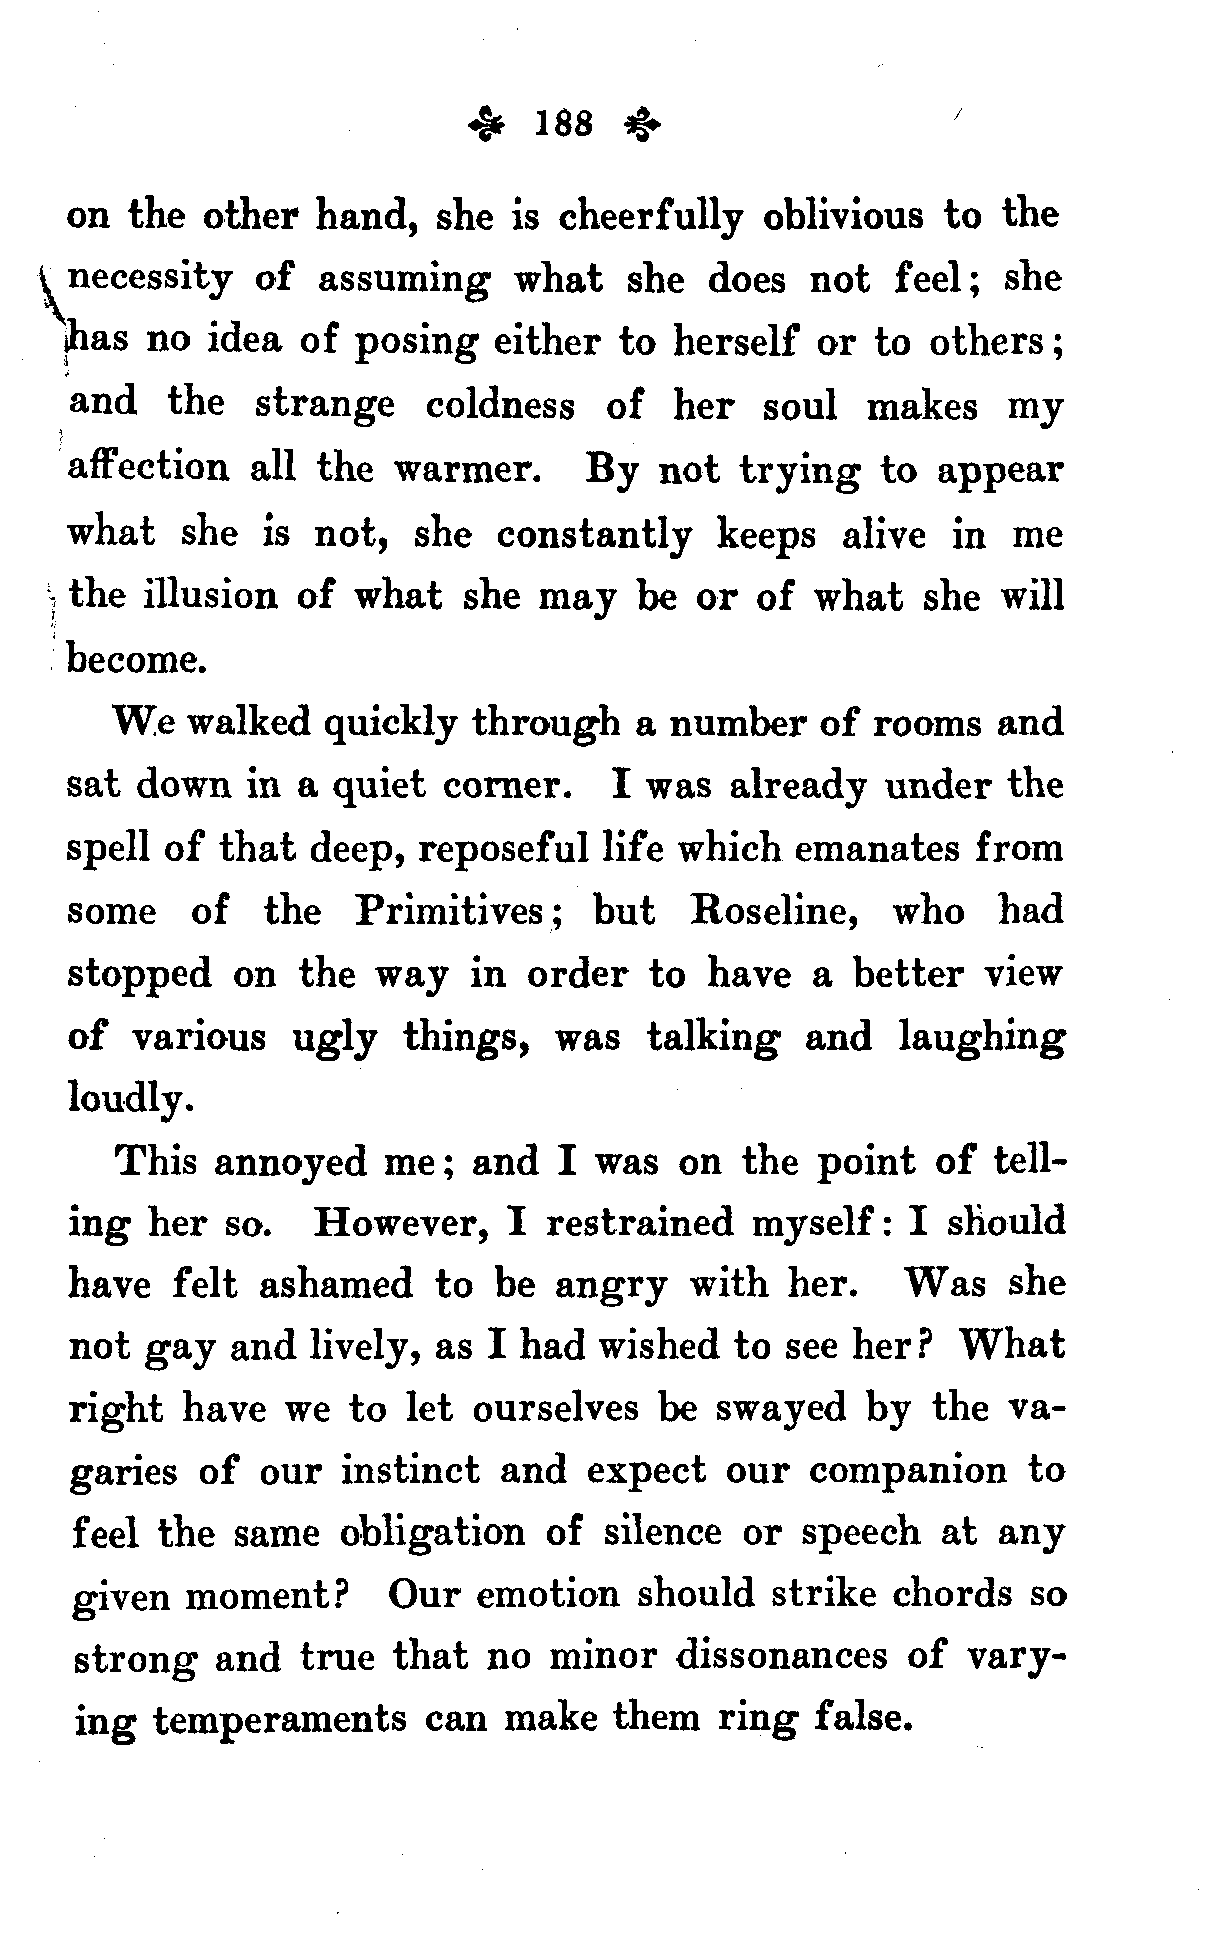 188
on the other hand, she is cheerfully oblivious to the
necessity of assuming what she does not feel; she
has no idea of posing either to herself or to others;
and the strange coldness of her soul makes my
affection all the warmer. By not trying to appear
what she is not, she constantly keeps alive in me
the illusion of what she may be or of what she will
become.
We walked quickly through a number of rooms and
sat down in a quiet corner. I was already under the
spell of that deep, reposeful life which emanates from
some of the Primitives; but Roseline, who had
stopped on the way in order to have a better view
of various ugly things, was talking and laughing
loudly.
This annoyed me; and I was on the point of tell-
ing her so. However, I restrained myself: I should
have felt ashamed to be angry with her. Was she
not gay and lively, as I had wished to see her? What
right have we to let ourselves be swayed by the va-
garies of our instinct and expect our companion to
feel the same obligation of silence or speech at any
given moment? Our emotion should strike chords so
strong and true that no minor dissonances of vary-
ing temperaments can make them ring false.